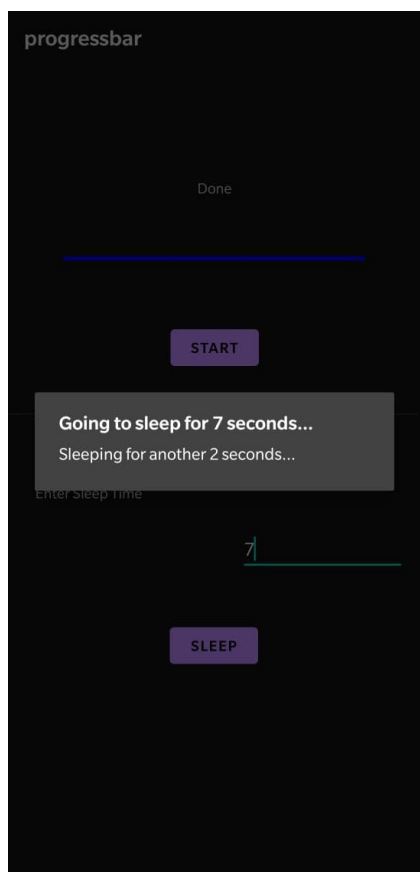 progressbar
Done
START
Going to sleep for 7 seconds...
Sleeping for another 2 seconds...
Enter Sleep Time
7
SLEEP